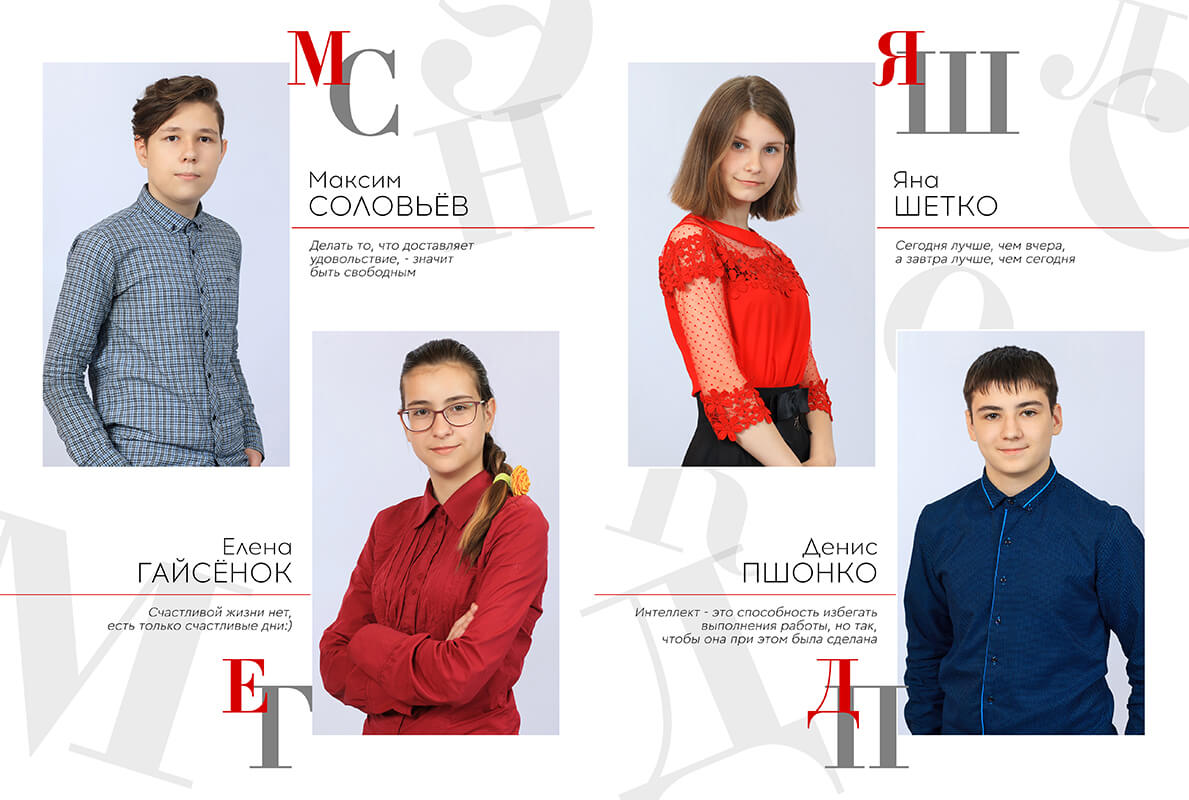 МС
Максим
СОЛОВЬЁВ
Делать то, что доставляет
удовольствие, - значит
быть свободным
Елена
ГАЙСЁНОК
Счастливой жизни нет,
есть только счастливые дни:)
ЕГ
ЯШ
Яна
ШЕТКО
Сегодня лучше, чем вчера,
а завтра лучше, чем сегодня
Денис
ПШОНКО
Интеллект - это способность избегать
выполнения работы, но так,
чтобы она при этом была сделана
ДП